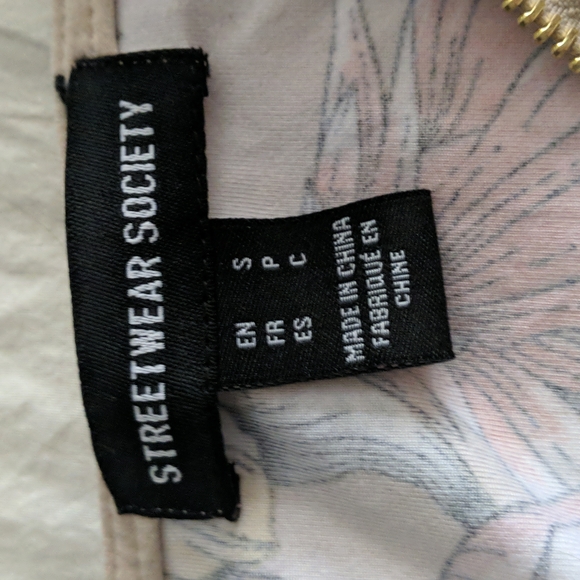 STREETWEAR SOCIETY
EN S
FR P
ES C
MADE IN CHINA
FABRIQUÉ EN
CHINE